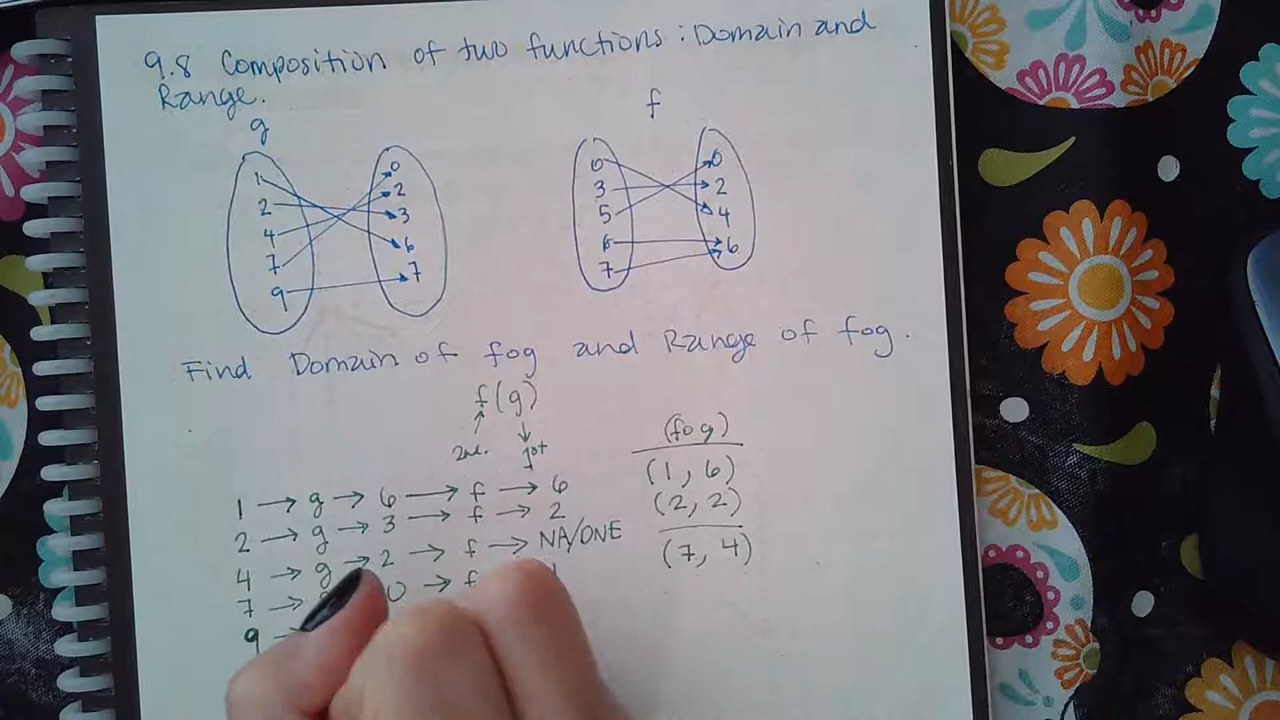 9.8 Composition of two functions : Domain and
Range.
g
f
1
2
4
7
9
0
2
3
6
7
0
3
5
6
7
0
2
4
6
Find Domain of fog and Range of fog.
f(g)
2nd. 1st
1 → g → 6 → f → 6
2 → g → 3 → f → 2
4 → g → 2 → f → NA/ONE
7 → 0 → f
9
(fog)
(1, 6)
(2, 2)
(7, 4)